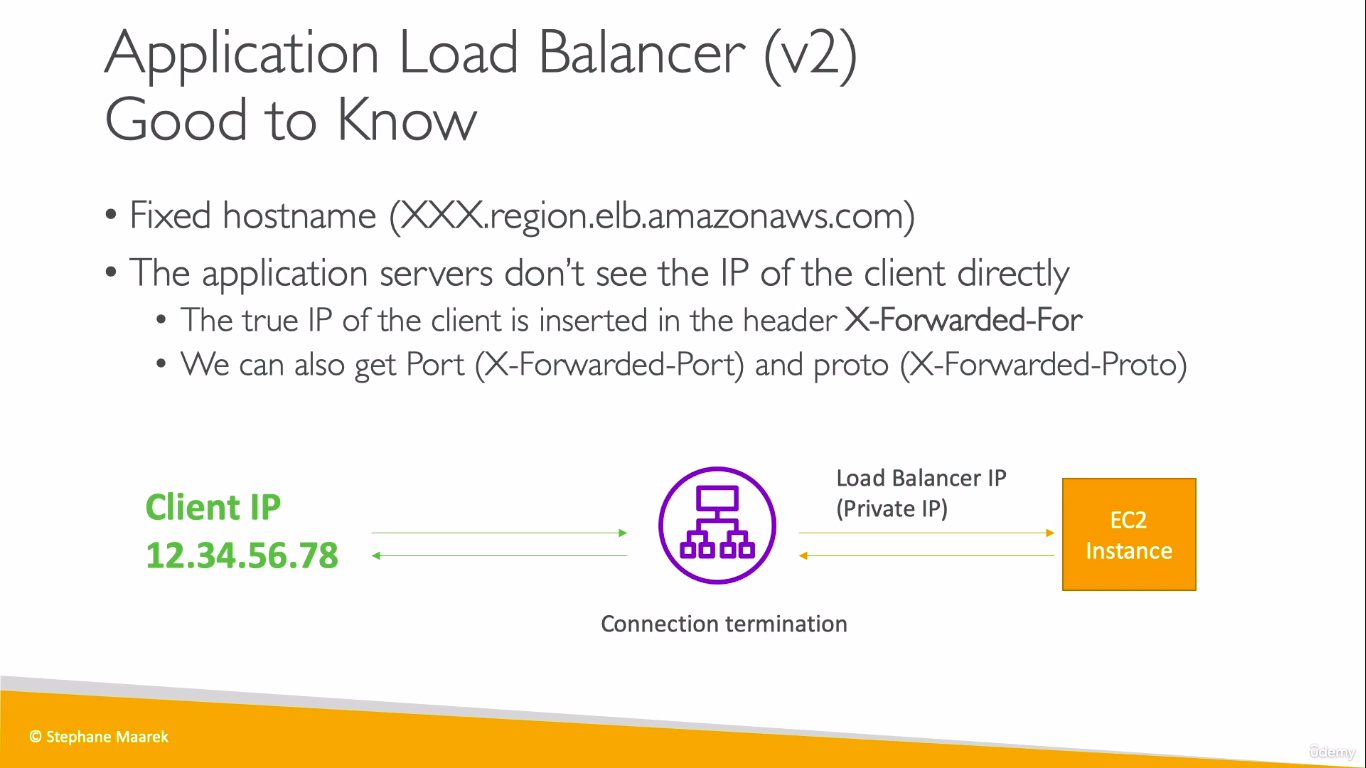 Application Load Balancer (v2)
Good to Know
• Fixed hostname (XXX.region.elb.amazonaws.com)
• The application servers don’t see the IP of the client directly
• The true IP of the client is inserted in the header X-Forwarded-For
• We can also get Port (X-Forwarded-Port) and proto (X-Forwarded-Proto)
Client IP
12.34.56.78
Load Balancer IP
(Private IP)
EC2
Instance
Connection termination
© Stephane Maarek
ûdemy